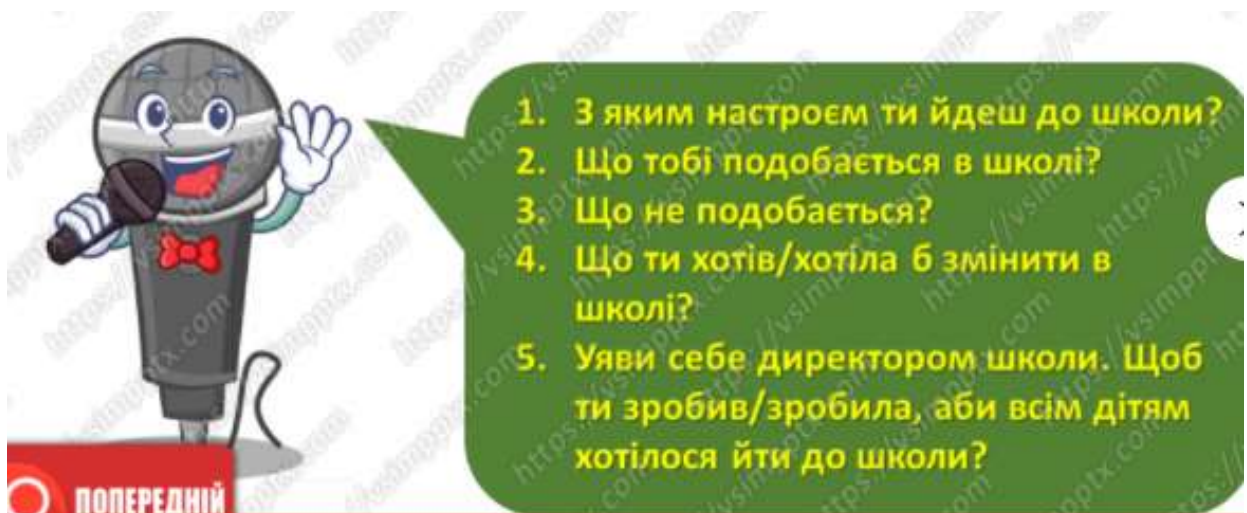 1. З яким настроєм ти йдеш до школи?
2. Що тобі подобається в школі?
3. Що не подобається?
4. Що ти хотів/хотіла б змінити в
школі?
5. Уяви себе директором школи. Щоб
ти зробив/зробила, аби всім дітям
хотілося йти до школи?
ПОПЕРЕДНІЙ